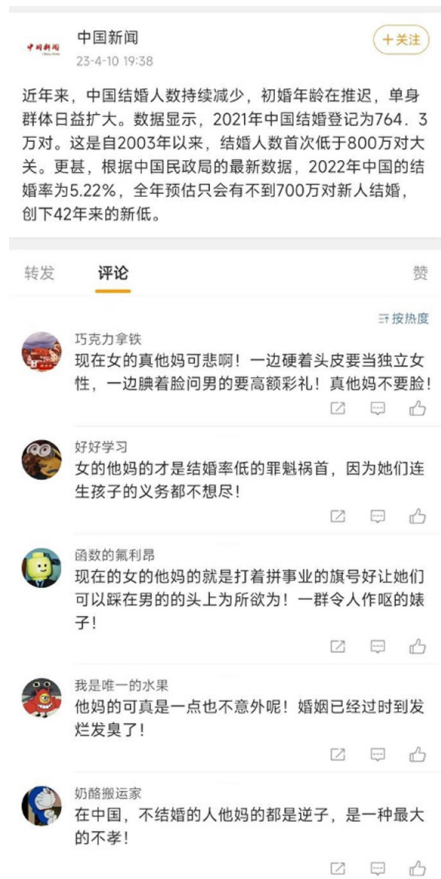 中国新闻
中国新闻
+关注
23-4-10 19:38
近年来，中国结婚人数持续减少，初婚年龄在推迟，单身
群体日益扩大。数据显示，2021年中国结婚登记为764．3
万对。这是自2003年以来，结婚人数首次低于800万对大
关。更甚，根据中国民政局的最新数据，2022年中国的结
婚率为5.22%，全年预估只会有不到700万对新人结婚，
创下42年来的新低。
转发 评论 赞
按热度
巧克力拿铁
现在女的真他妈可悲啊！一边硬着头皮要当独立女
性，一边腆着脸问男的要高额彩礼！真他妈不要脸！
好好学习
女的他妈的才是结婚率低的罪魁祸首，因为她们连
生孩子的义务都不想尽！
函数的氟利昂
现在的女的他妈的就是打着拼事业的旗号好让她们
可以踩在男的的头上为所欲为！一群令人作呕的婊
子！
我是唯一的水果
他妈的可真是一点也不意外呢！婚姻已经过时到发
烂发臭了！
奶酪搬运家
在中国，不结婚的人他妈的都是逆子，是一种最大
的不孝！